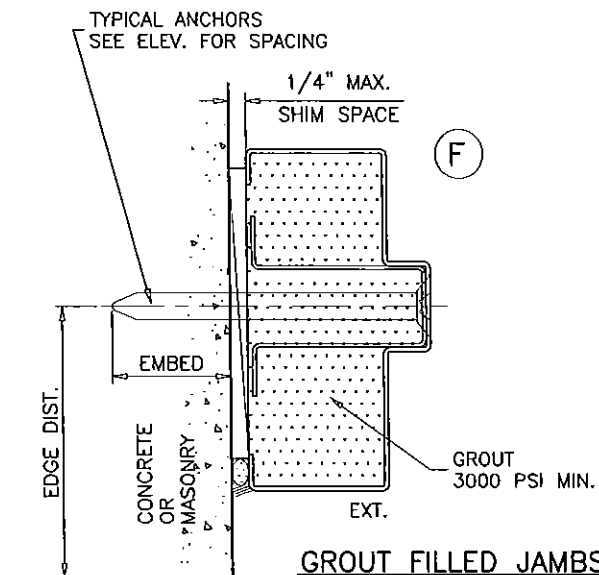 TYPICAL ANCHORS
SEE ELEV. FOR SPACING
1/4" MAX.
SHIM SPACE
F
EMBED
EDGE DIST.
CONCRETE
OR
MASONRY
GROUT
3000 PSI MIN.
EXT.
GROUT FILLED JAMBS